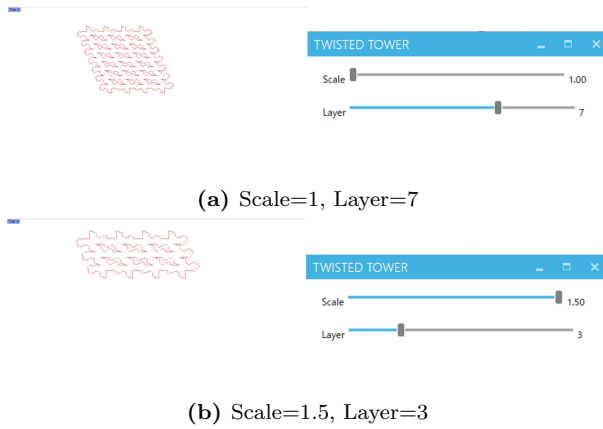 TWISTED TOWER
Scale 1.00
Layer 7
(a) Scale=1, Layer=7
TWISTED TOWER
Scale 1.50
Layer 3
(b) Scale=1.5, Layer=3